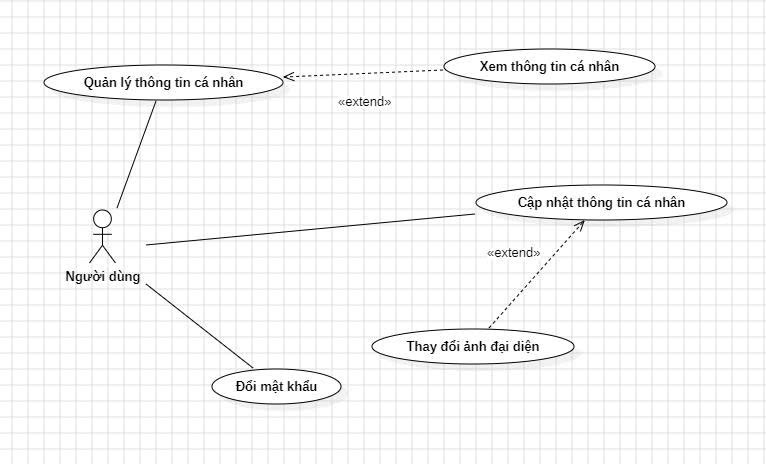 Quản lý thông tin cá nhân
Xem thông tin cá nhân
«extend»
Cập nhật thông tin cá nhân
«extend»
Người dùng
Thay đổi ảnh đại diện
Đổi mật khẩu